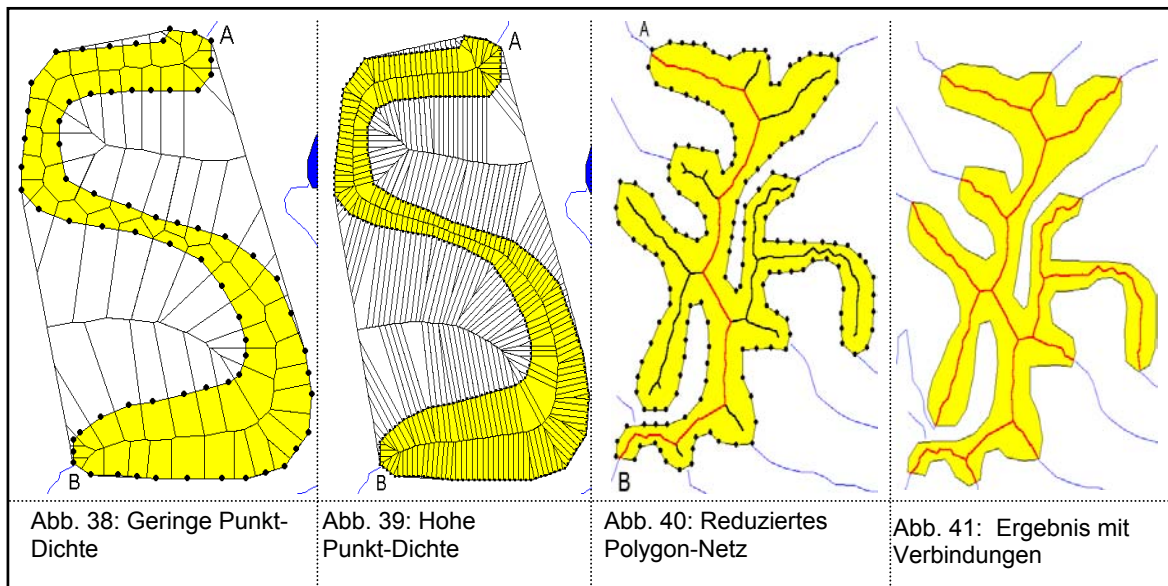 A
B
A
B
A
B
Abb. 38: Geringe Punkt-
Dichte
Abb. 39: Hohe
Punkt-Dichte
Abb. 40: Reduziertes
Polygon-Netz
Abb. 41: Ergebnis mit
Verbindungen